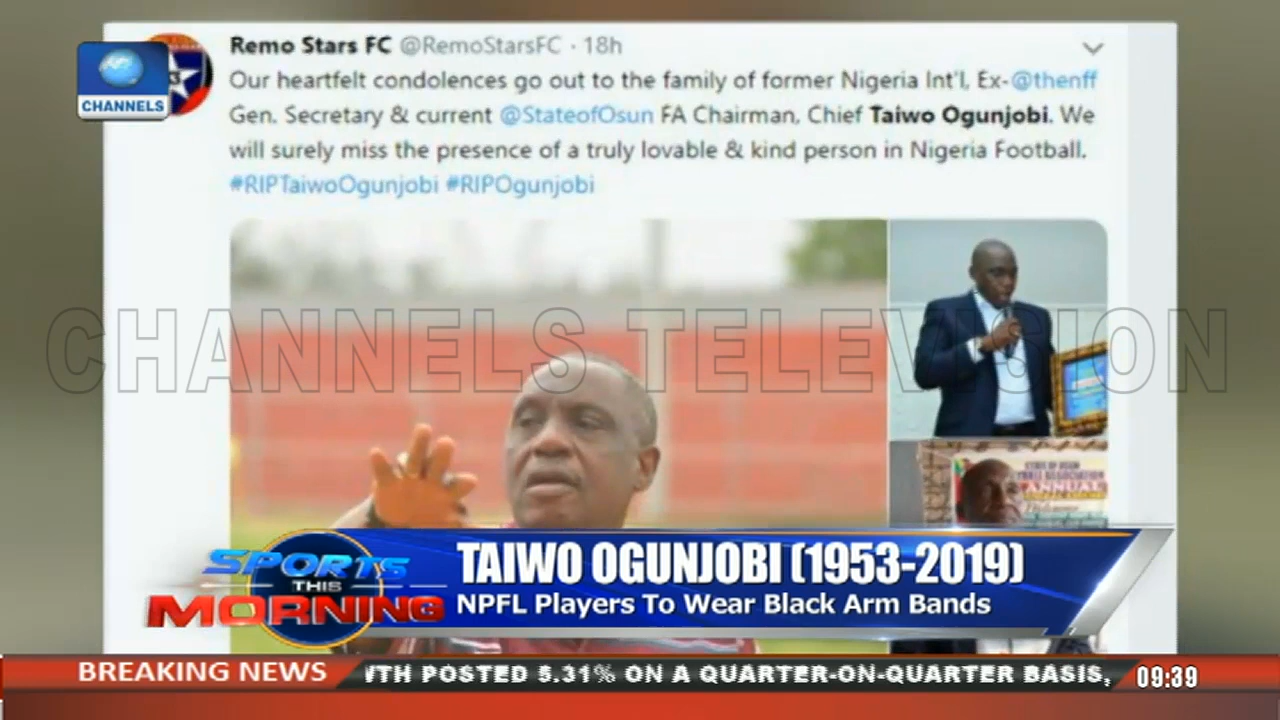 Remo Stars FC @RemoStarsFC · 18h
Our heartfelt condolences go out to the family of former Nigeria Int'l, Ex-@thenff
Gen. Secretary & current @StateofOsun FA Chairman, Chief Taiwo Ogunjobi. We
will surely miss the presence of a truly lovable & kind person in Nigeria Football.
#RIPTaiwoOgunjobi #RIPOgunjobi
CHANNELS
CHANNELS TELEVISION
ANNUAL
SPORTS
THIS
MORNING
TAIWO OGUNJOBI (1953-2019)
NPFL Players To Wear Black Arm Bands
BREAKING NEWS
WTH POSTED 5.31% ON A QUARTER-ON-QUARTER BASIS,
09:39